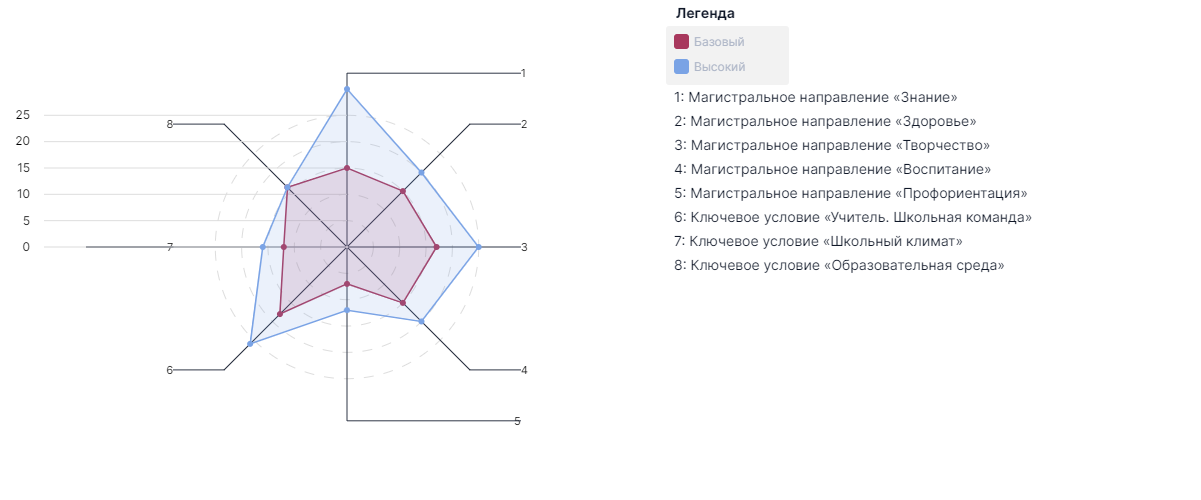 Легенда
Базовый
Высокий
1: Магистральное направление «Знание»
2: Магистральное направление «Здоровье»
3: Магистральное направление «Творчество»
4: Магистральное направление «Воспитание»
5: Магистральное направление «Профориентация»
6: Ключевое условие «Учитель. Школьная команда»
7: Ключевое условие «Школьный климат»
8: Ключевое условие «Образовательная среда»
1
2
3
4
5
6
7
8
25
20
15
10
5
0